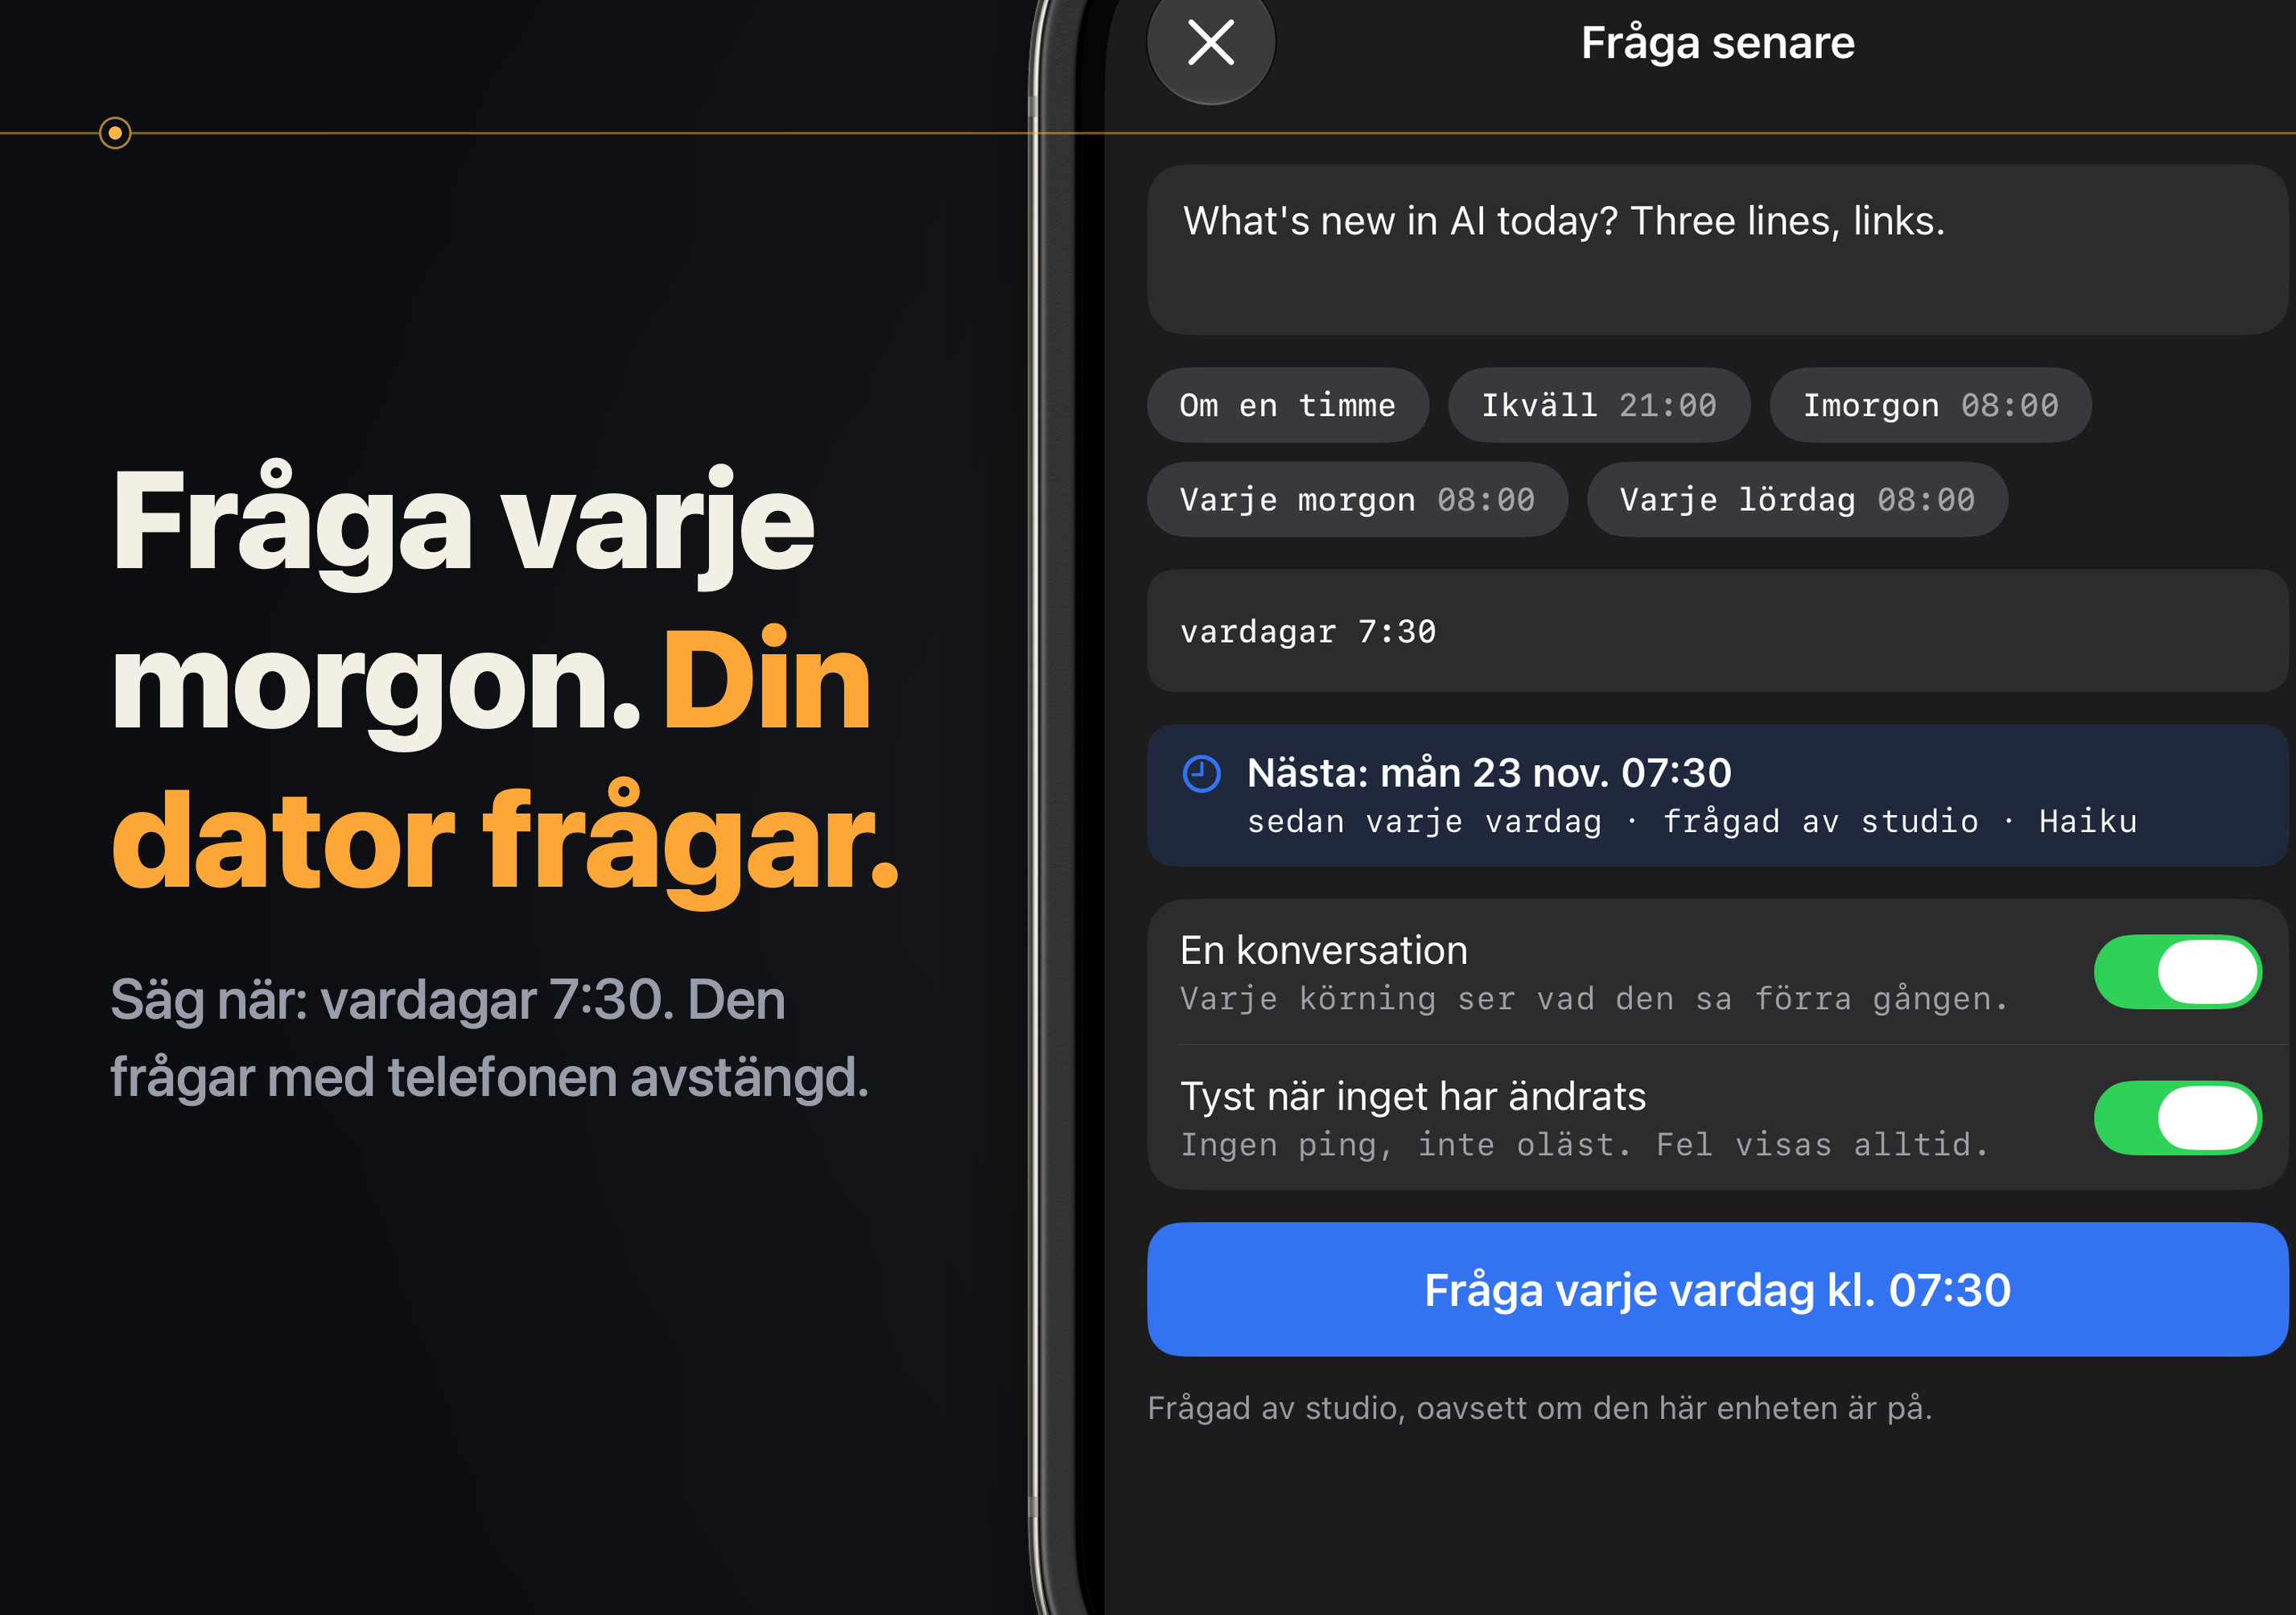 Fråga varje
morgon. Din
dator frågar.
Säg när: vardagar 7:30. Den
frågar med telefonen avstängd.
Fråga senare
What's new in AI today? Three lines, links.
Om en timme
Ikväll 21:00
Imorgon 08:00
Varje morgon 08:00
Varje lördag 08:00
vardagar 7:30
Nästa: mån 23 nov. 07:30
sedan varje vardag · frågad av studio · Haiku
En konversation
Varje körning ser vad den sa förra gången.
Tyst när inget har ändrats
Ingen ping, inte oläst. Fel visas alltid.
Fråga varje vardag kl. 07:30
Frågad av studio, oavsett om den här enheten är på.